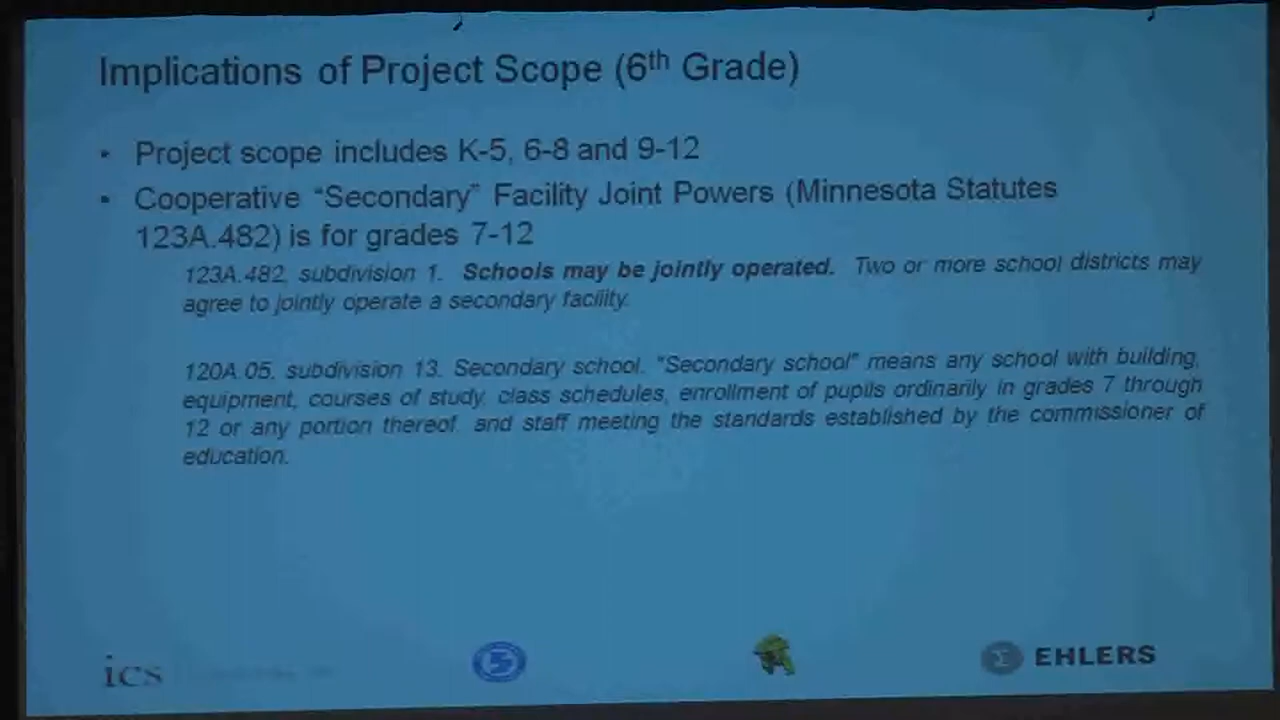 Implications of Project Scope (6th Grade)
• Project scope includes K-5, 6-8 and 9-12
• Cooperative “Secondary” Facility Joint Powers (Minnesota Statutes
123A.482) is for grades 7-12
123A.482, subdivision 1. Schools may be jointly operated. Two or more school districts may
agree to jointly operate a secondary facility.
120A.05, subdivision 13. Secondary school. "Secondary school" means any school with building,
equipment, courses of study, class schedules, enrollment of pupils ordinarily in grades 7 through
12 or any portion thereof, and staff meeting the standards established by the commissioner of
education.
ics
EHLERS